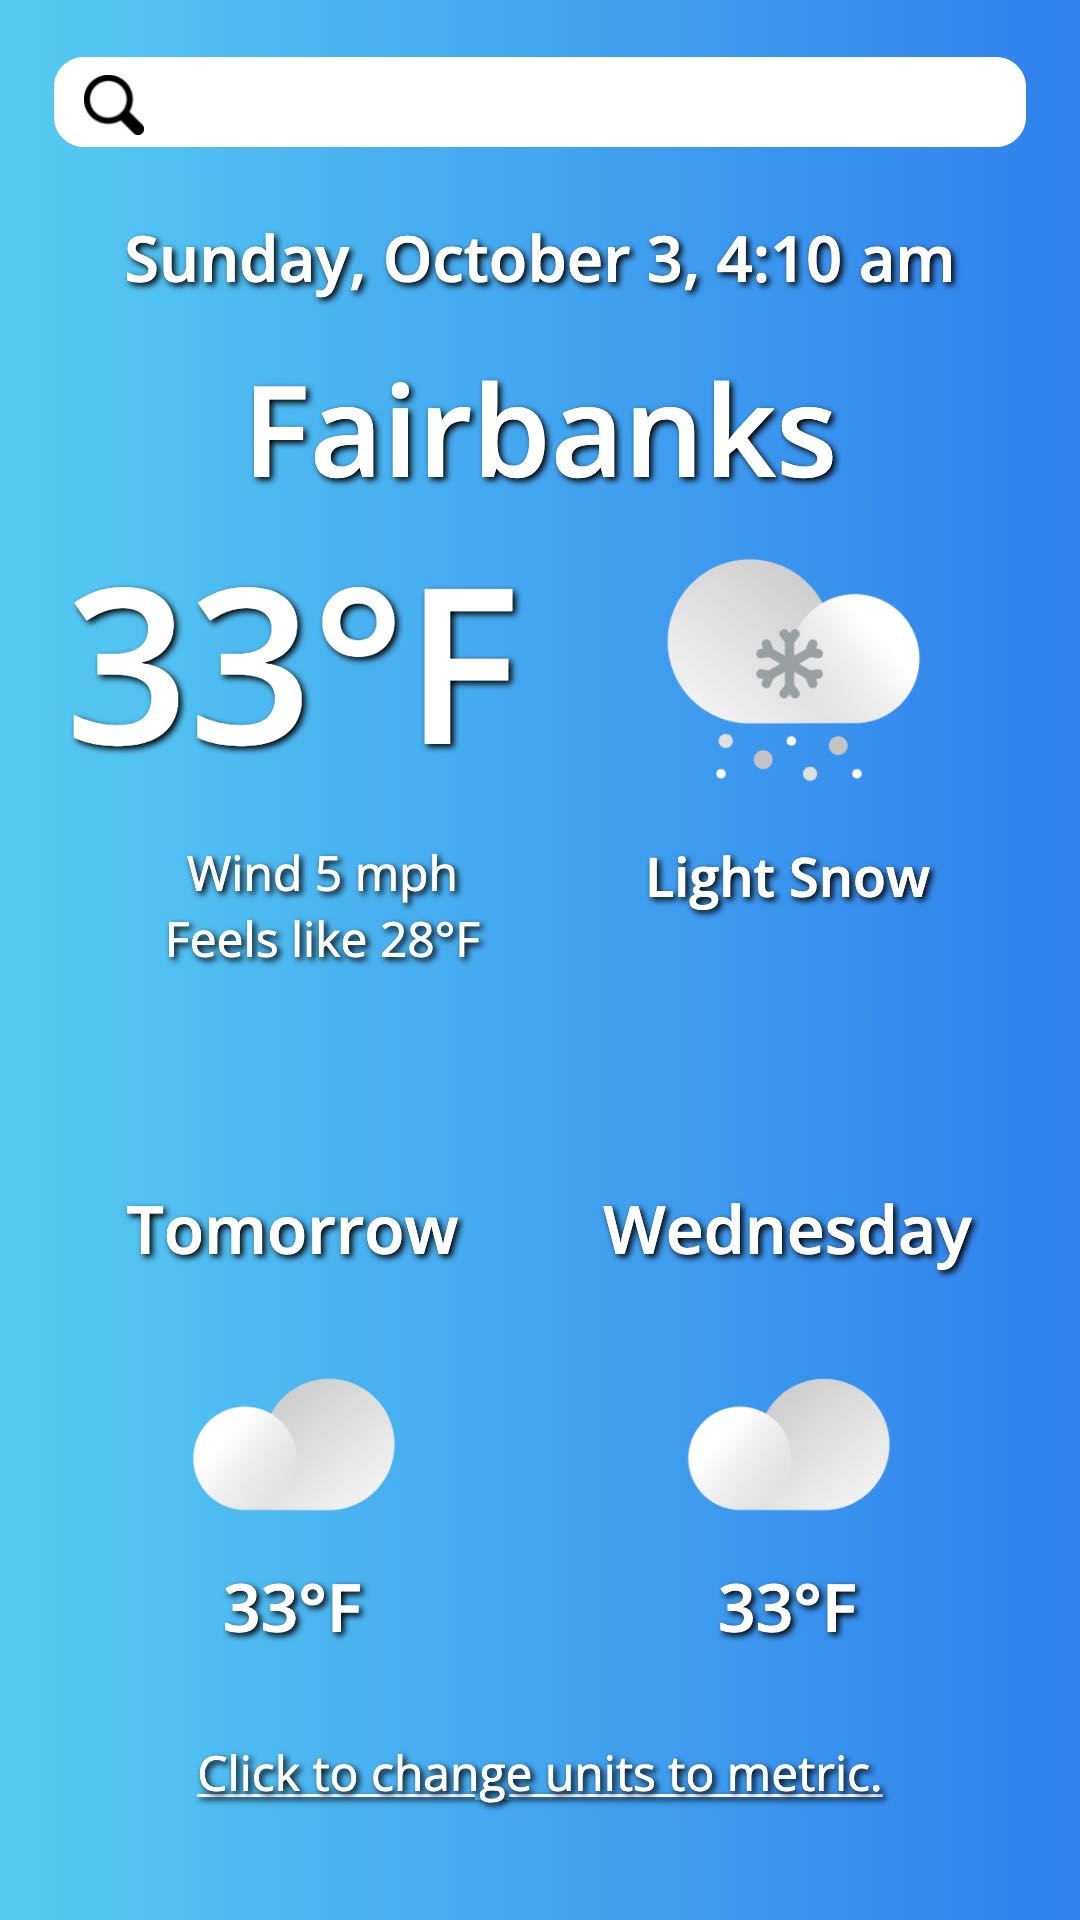 Sunday, October 3, 4:10 am
Fairbanks
33°F
Wind 5 mph
Feels like 28°F
Light Snow
Tomorrow
Wednesday
33°F
33°F
Click to change units to metric.